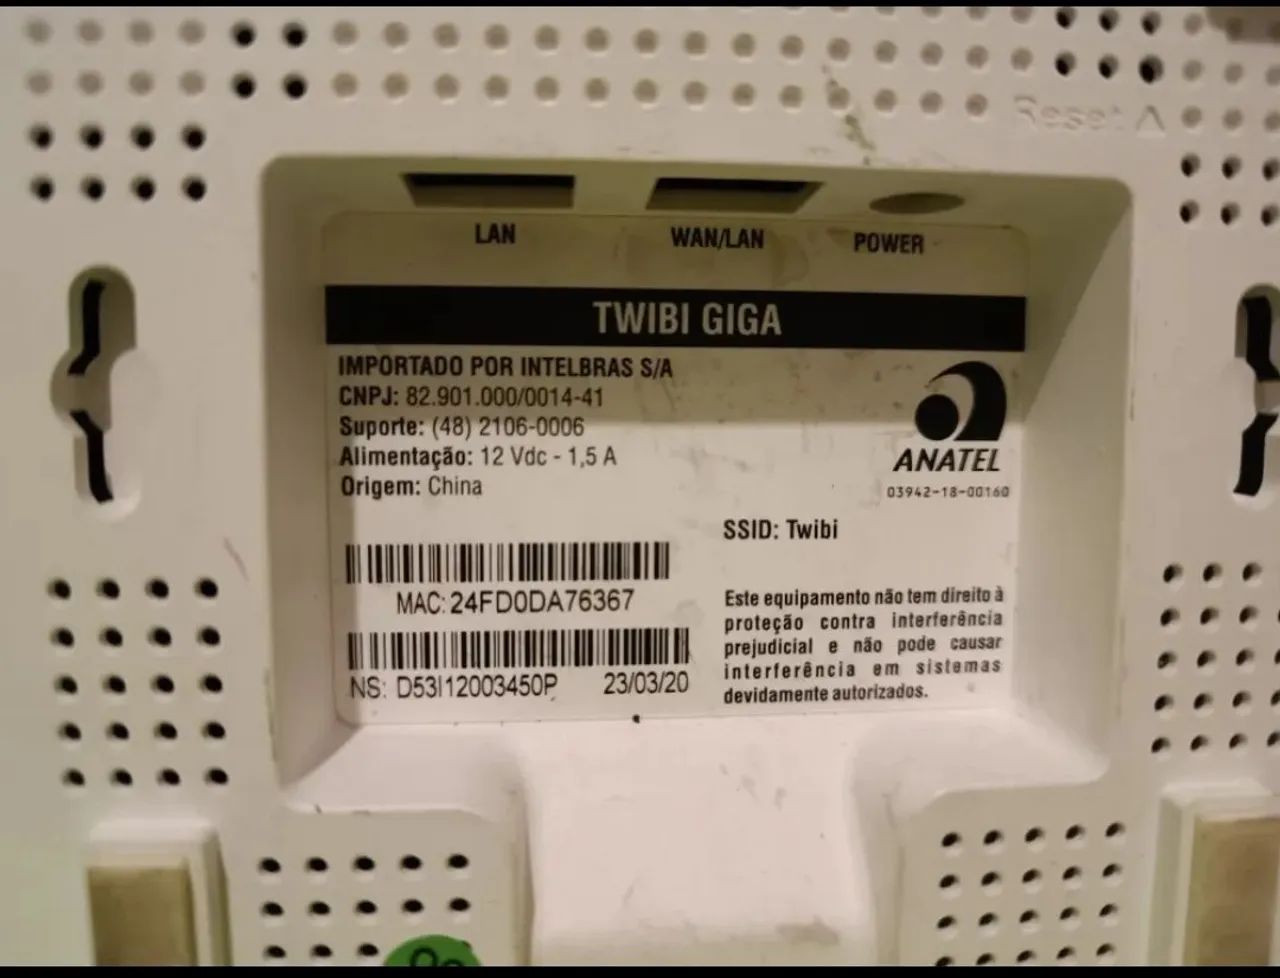 Reset
LAN WAN/LAN POWER
TWIBI GIGA
IMPORTADO POR INTELBRAS S/A
CNPJ: 82.901.000/0014-41
Suporte: (48) 2106-0006
Alimentação: 12 Vdc - 1,5 A
Origem: China
ANATEL
03942-18-00160
SSID: Twibi
MAC: 24FD0DA76367
NS: D53I12003450P 23/03/20
Este equipamento não tem direito à
proteção contra interferência
prejudicial e não pode causar
interferência em sistemas
devidamente autorizados.